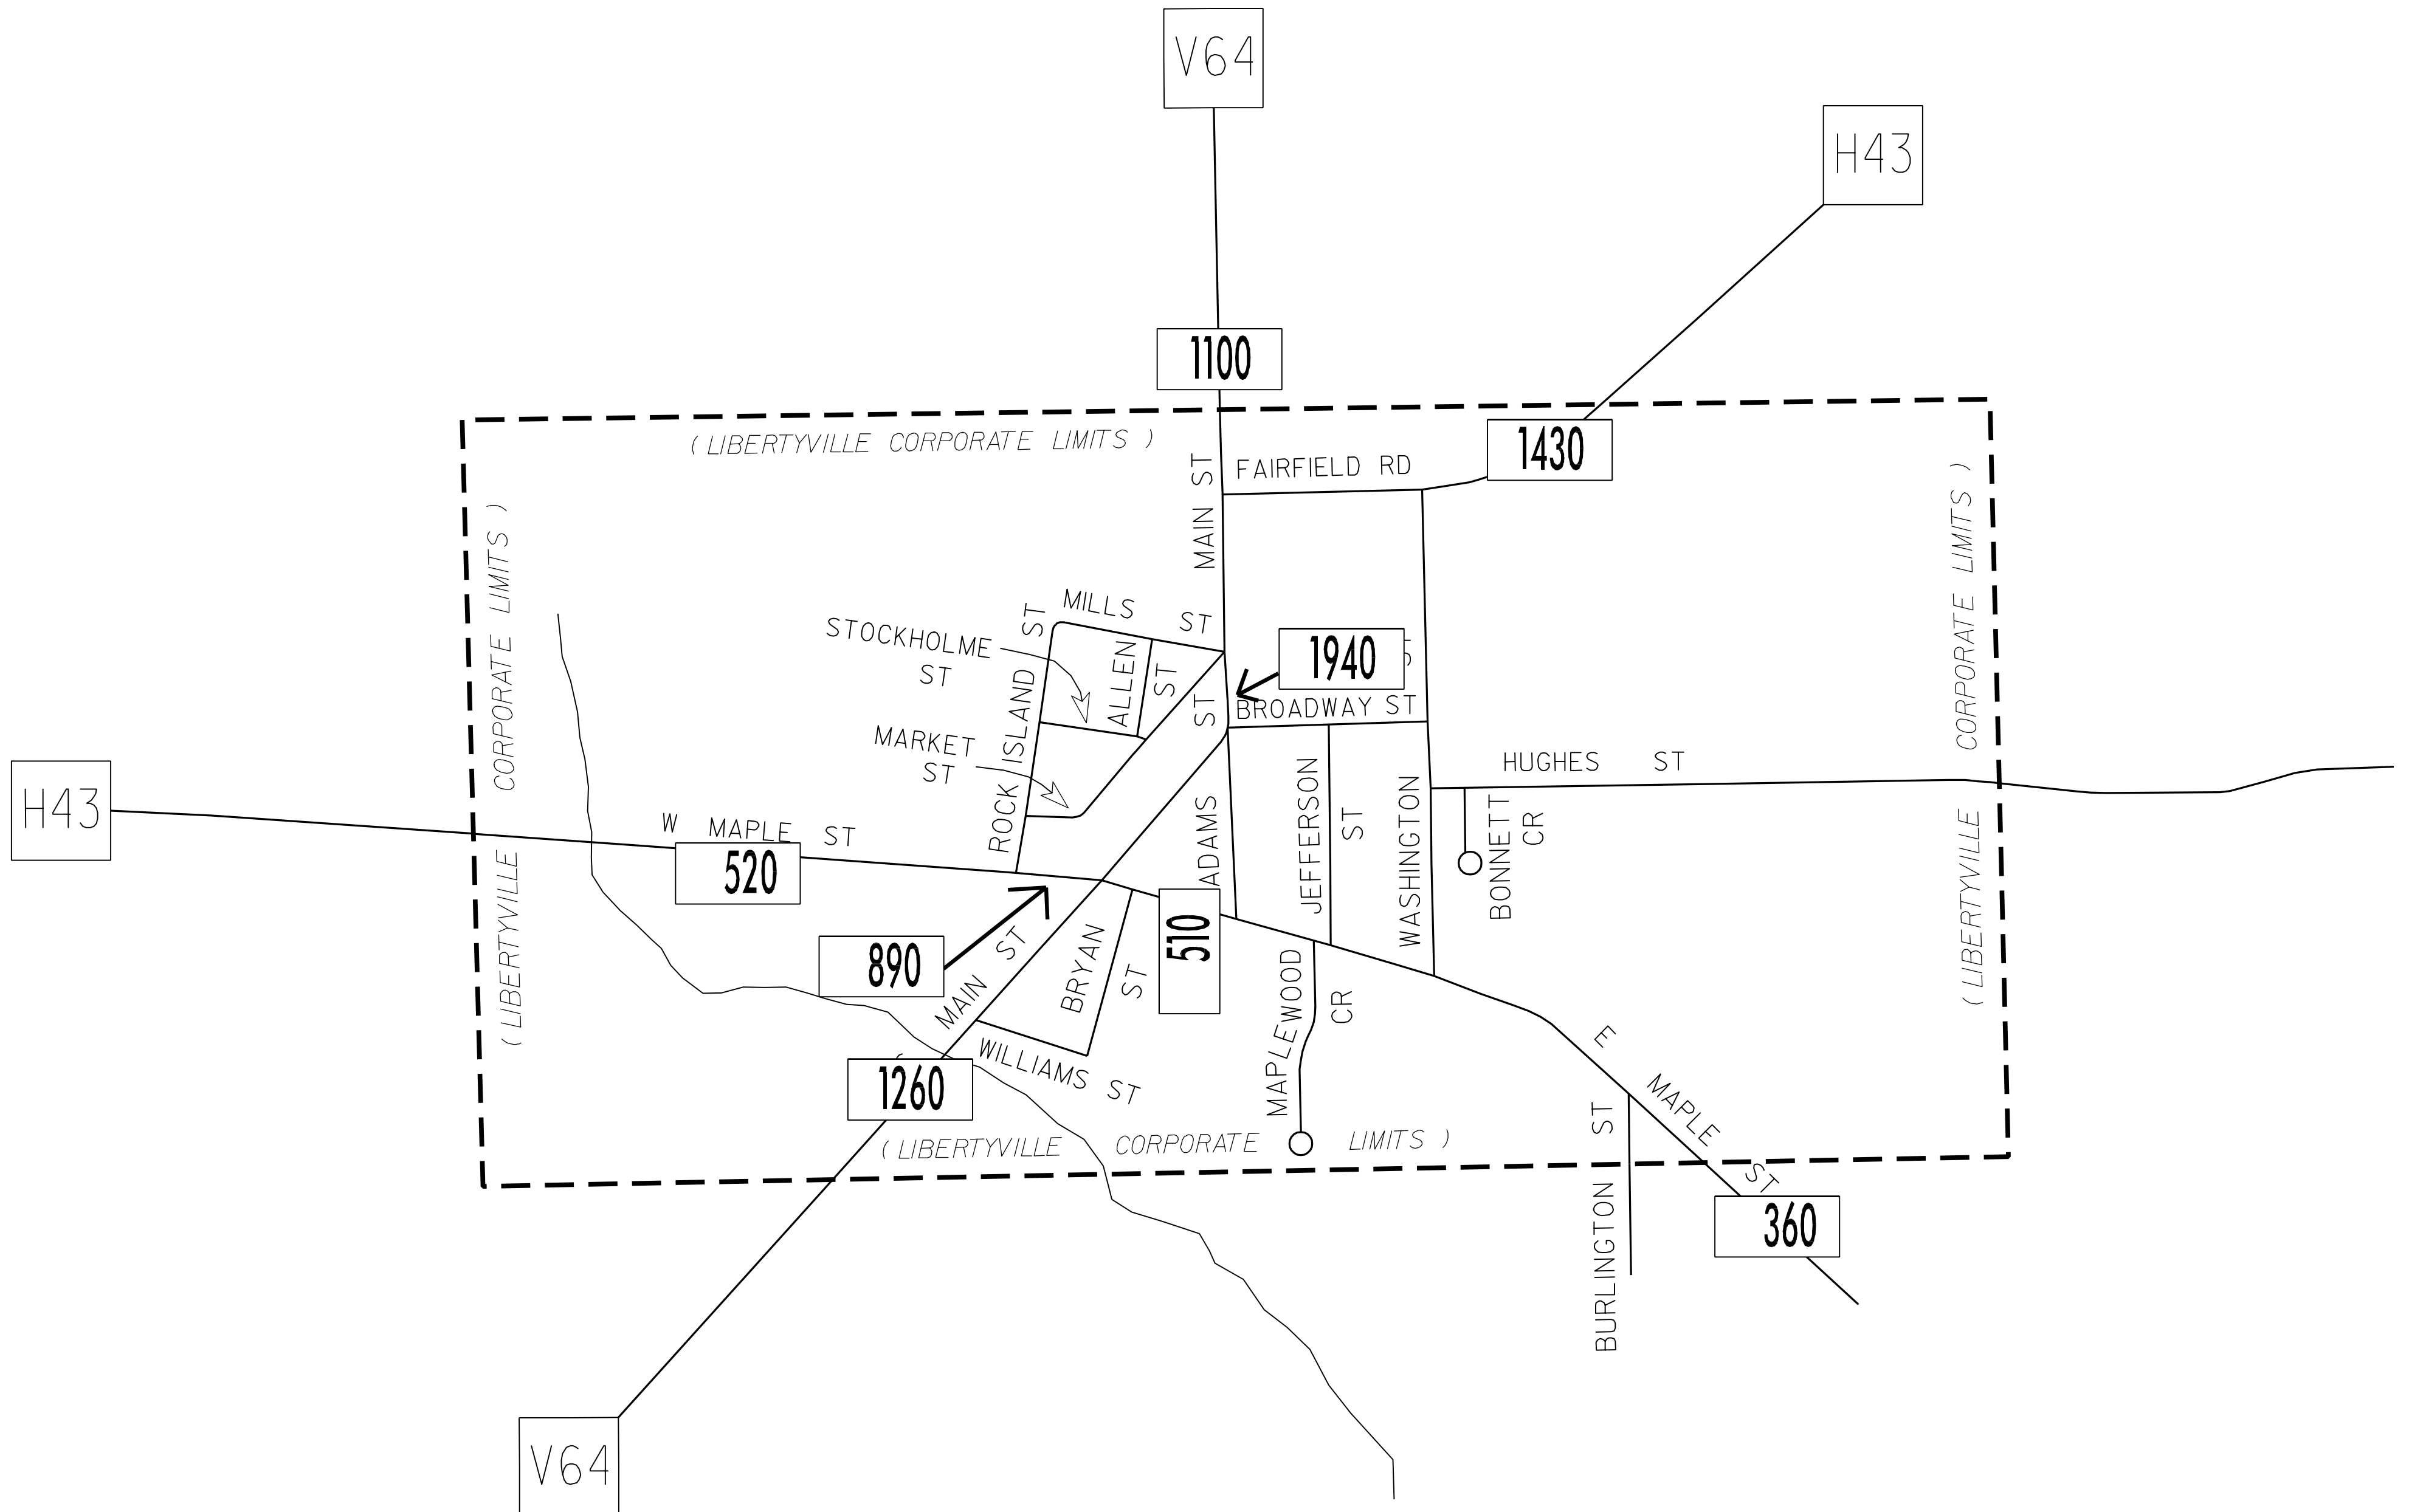 V64
H43
1100
( LIBERTYVILLE CORPORATE LIMITS )
1430
FAIRFIELD RD
MAIN ST
( LIBERTYVILLE CORPORATE LIMITS )
( LIBERTYVILLE CORPORATE LIMITS )
MILLS ST
STOCKHOLME
ST
ALLEN
ST
1940
ROCK ISLAND ST
ST
BROADWAY ST
MARKET
ST
HUGHES ST
H43
W MAPLE ST
520
ADAMS
JEFFERSON
ST
WASHINGTON
BONNETT
CR
890
510
MAIN ST
BRYAN
ST
MAPLEWOOD
CR
WILLIAMS ST
1260
E MAPLE ST
( LIBERTYVILLE CORPORATE LIMITS )
BURLINGTON ST
360
V64